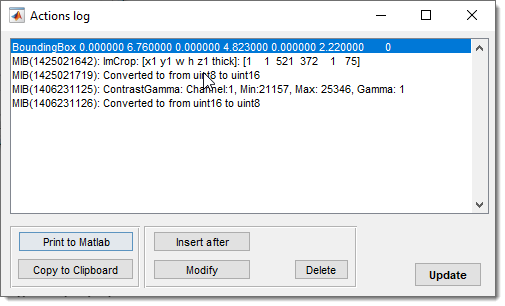 Actions log
BoundingBox 0.000000 6.760000 0.000000 4.823000 0.000000 2.220000 0
MIB(1425021642): ImCrop: [x1 y1 w h z1 thick]: [1 1 521 372 1 75]
MIB(1425021719): Converted to from uint8 to uint16
MIB(1406231125): ContrastGamma: Channel:1, Min:21157, Max: 25346, Gamma: 1
MIB(1406231126): Converted to from uint16 to uint8
Print to Matlab
Insert after
Copy to Clipboard
Modify
Delete
Update